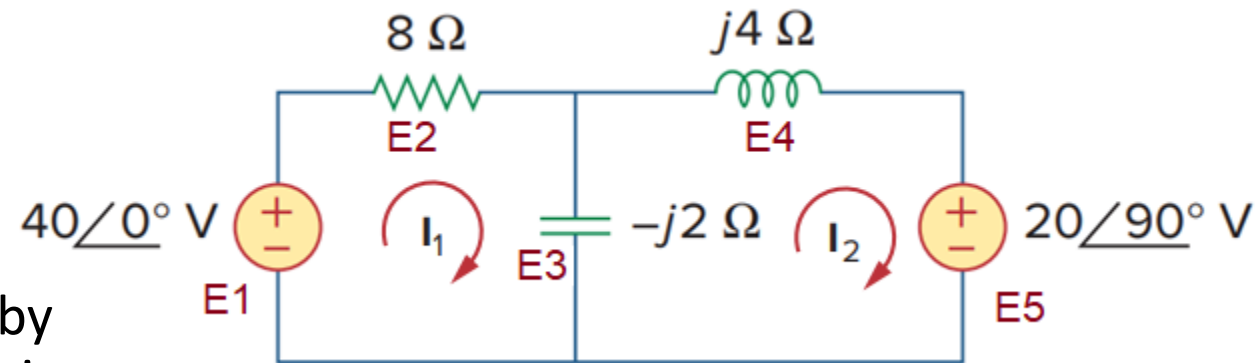 8 Ω
j4 Ω
E2
E4
40/0° V
+
−
I1
−j2 Ω
I2
+
−
20/90° V
E3
E1
E5
by